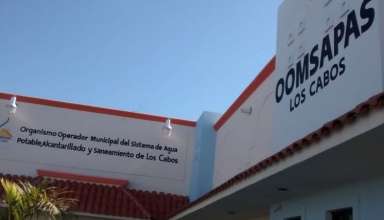 OOMSAPAS
LOS CABOS
Organismo Operador Municipal del Sistema de Agua
Potable,Alcantarillado y Saneamiento de Los Cabos